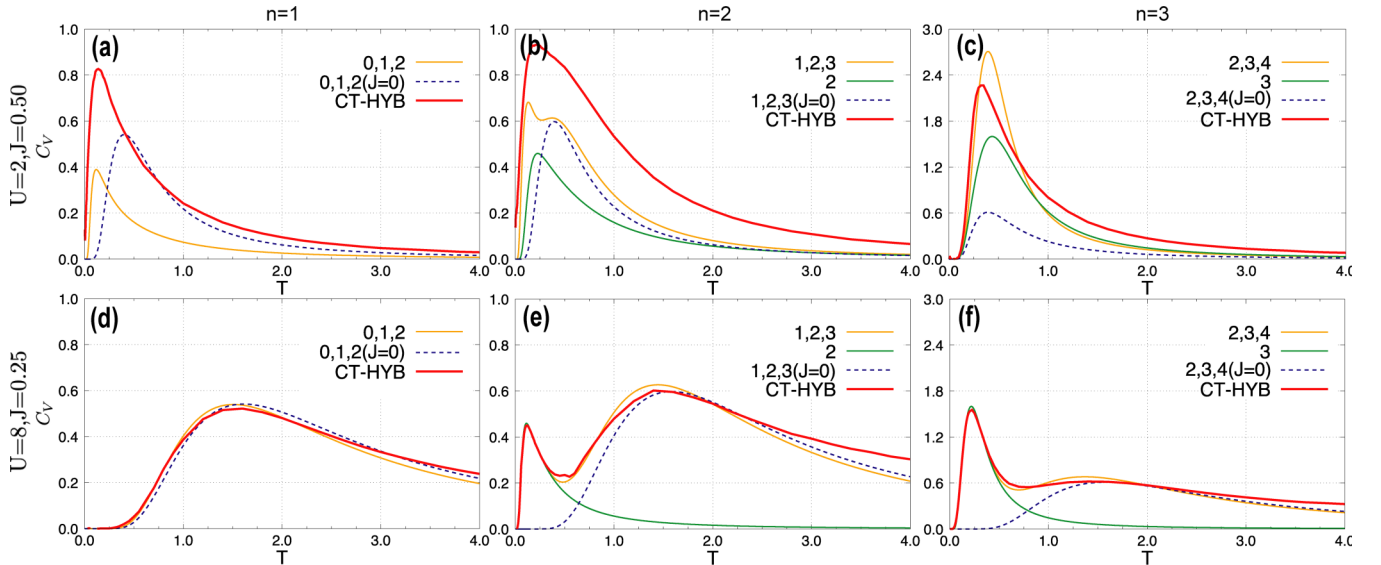 n=1
n=2
n=3
U=2,J=0.50
C_V
(a)
0,1,2
0,1,2(J=0)
CT-HYB
1.0
0.8
0.6
0.4
0.2
0.0
0.0 1.0 2.0 3.0 4.0
T
(b)
1,2,3
2
1,2,3(J=0)
CT-HYB
1.0
0.8
0.6
0.4
0.2
0.0
0.0 1.0 2.0 3.0 4.0
T
(c)
2,3,4
3
2,3,4(J=0)
CT-HYB
3.0
2.4
1.8
1.2
0.6
0.0
0.0 1.0 2.0 3.0 4.0
T
U=8,J=0.25
C_V
(d)
0,1,2
0,1,2(J=0)
CT-HYB
1.0
0.8
0.6
0.4
0.2
0.0
0.0 1.0 2.0 3.0 4.0
T
(e)
1,2,3
2
1,2,3(J=0)
CT-HYB
1.0
0.8
0.6
0.4
0.2
0.0
0.0 1.0 2.0 3.0 4.0
T
(f)
2,3,4
3
2,3,4(J=0)
CT-HYB
3.0
2.4
1.8
1.2
0.6
0.0
0.0 1.0 2.0 3.0 4.0
T